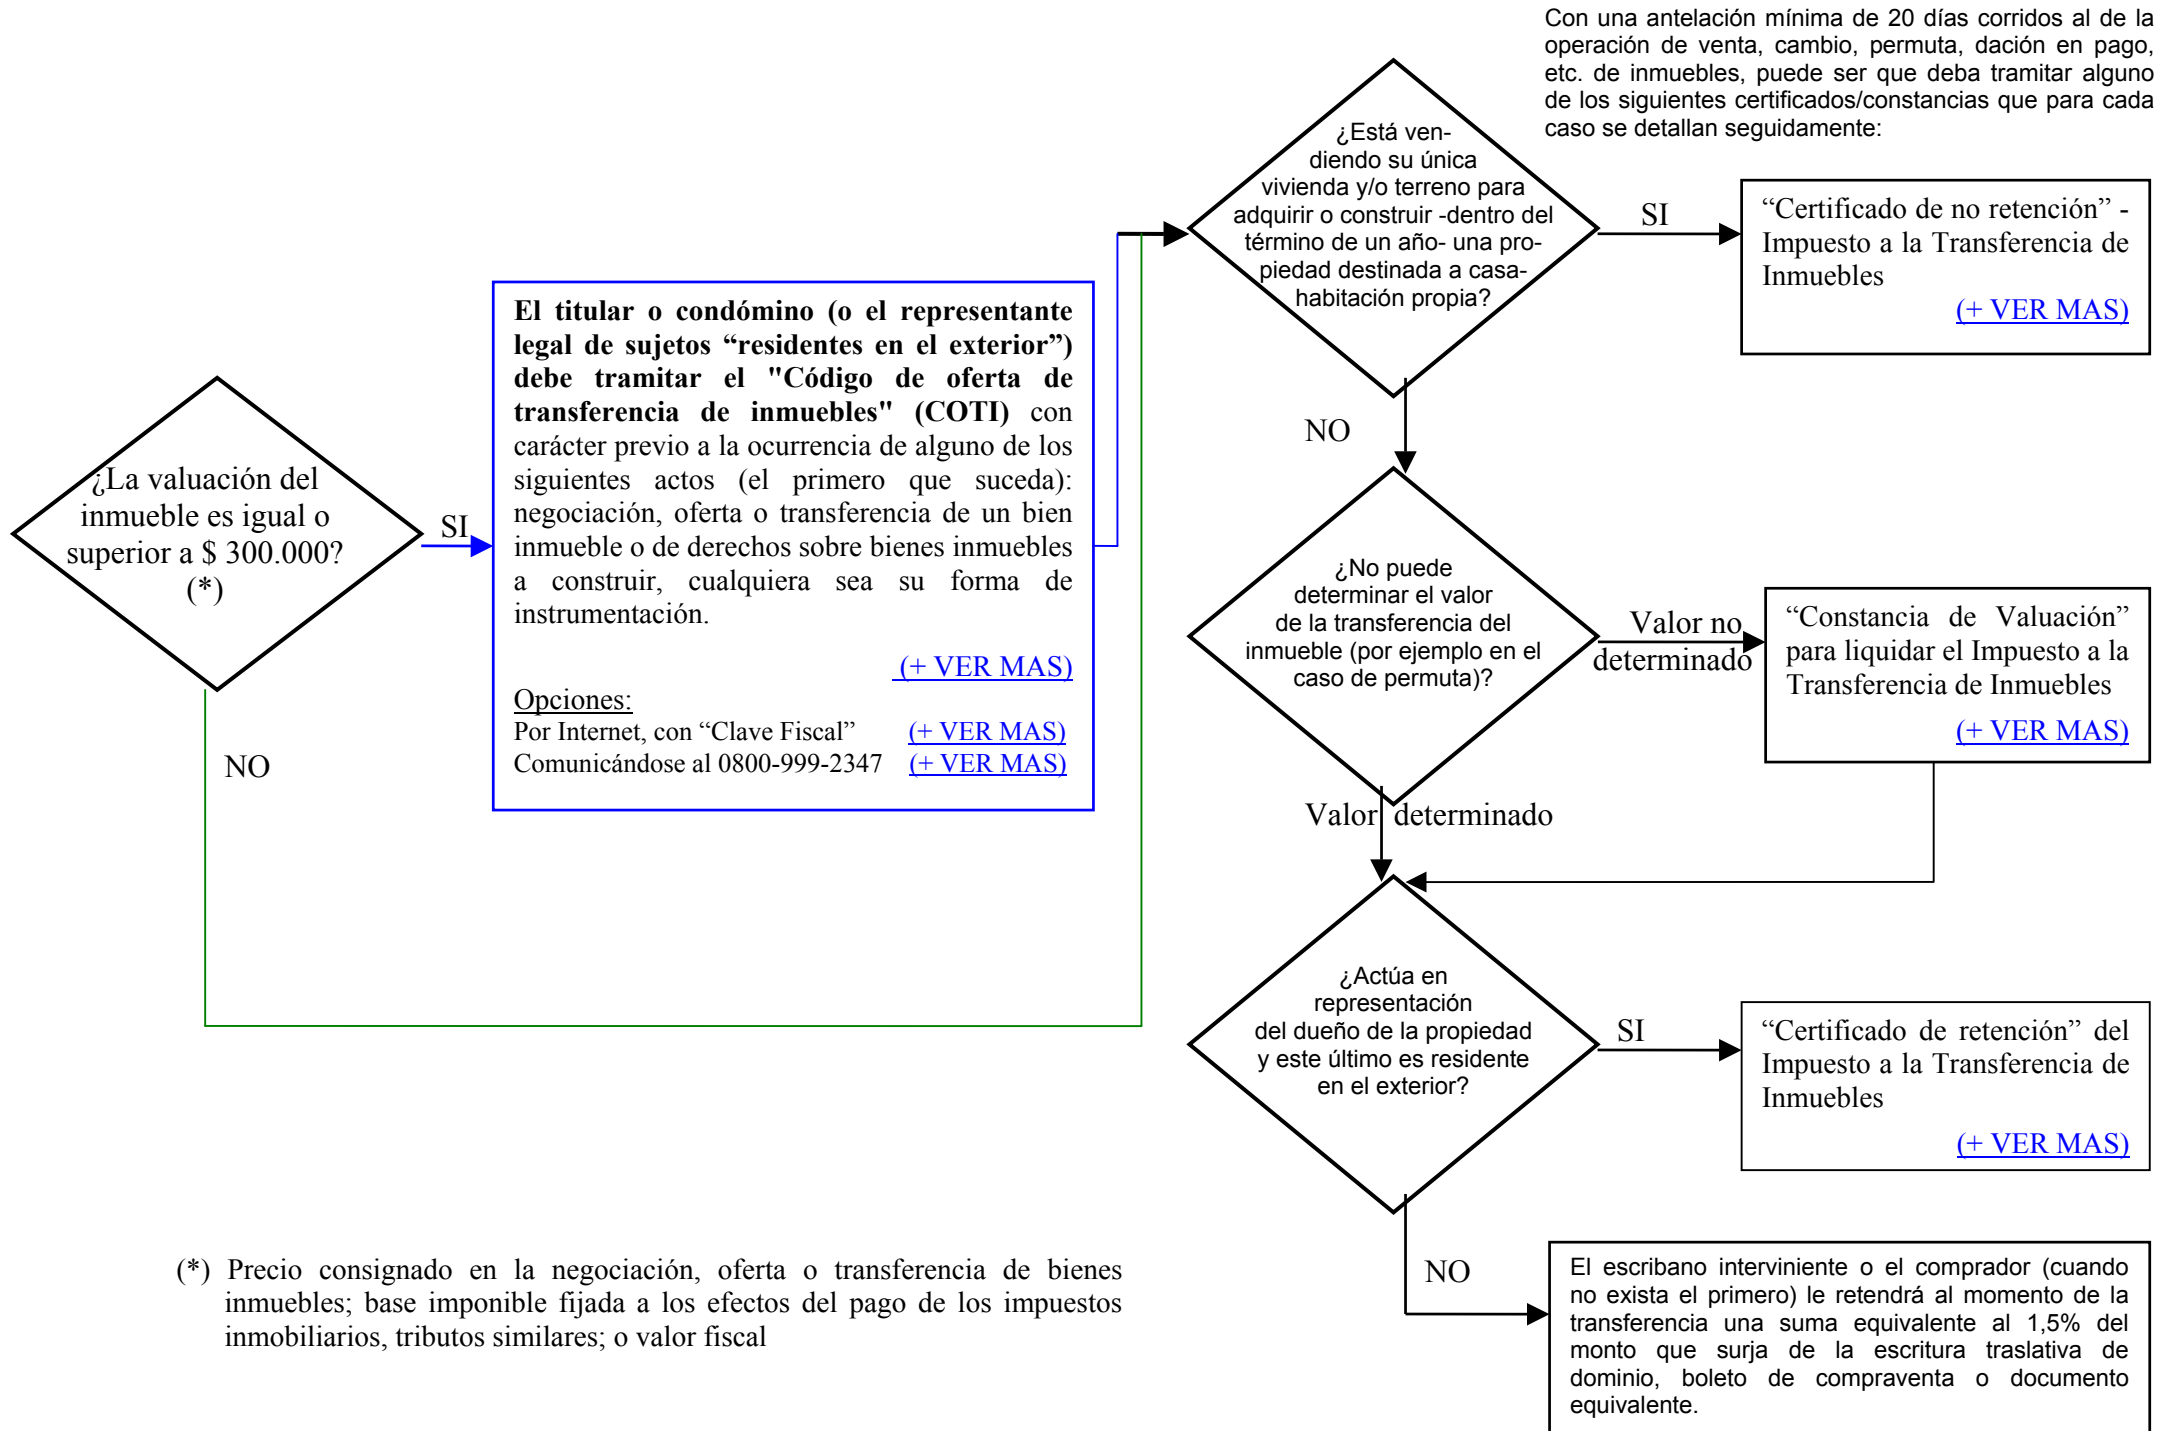 Con una antelación mínima de 20 días corridos al de la
operación de venta, cambio, permuta, dación en pago,
etc. de inmuebles, puede ser que deba tramitar alguno
de los siguientes certificados/constancias que para cada
caso se detallan seguidamente:
¿La valuación del
inmueble es igual o
superior a $ 300.000?
(*)
SI
NO
El titular o condómino (o el representante
legal de sujetos “residentes en el exterior”)
debe tramitar el "Código de oferta de
transferencia de inmuebles" (COTI) con
carácter previo a la ocurrencia de alguno de los
siguientes actos (el primero que suceda):
negociación, oferta o transferencia de un bien
inmueble o de derechos sobre bienes inmuebles
a construir, cualquiera sea su forma de
instrumentación.
(+ VER MAS)
Opciones:
Por Internet, con “Clave Fiscal” (+ VER MAS)
Comunicándose al 0800-999-2347 (+ VER MAS)
¿Está ven-
diendo su única
vivienda y/o terreno para
adquirir o construir -dentro del
término de un año- una pro-
piedad destinada a casa-
habitación propia?
SI
“Certificado de no retención” -
Impuesto a la Transferencia de
Inmuebles
(+ VER MAS)
NO
¿No puede
determinar el valor
de la transferencia del
inmueble (por ejemplo en el
caso de permuta)?
Valor no
determinado
“Constancia de Valuación”
para liquidar el Impuesto a la
Transferencia de Inmuebles
(+ VER MAS)
Valor determinado
¿Actúa en
representación
del dueño de la propiedad
y este último es residente
en el exterior?
SI
“Certificado de retención” del
Impuesto a la Transferencia de
Inmuebles
(+ VER MAS)
NO
El escribano interviniente o el comprador (cuando
no exista el primero) le retendrá al momento de la
transferencia una suma equivalente al 1,5% del
monto que surja de la escritura traslativa de
dominio, boleto de compraventa o documento
equivalente.
(*) Precio consignado en la negociación, oferta o transferencia de bienes
inmuebles; base imponible fijada a los efectos del pago de los impuestos
inmobiliarios, tributos similares; o valor fiscal